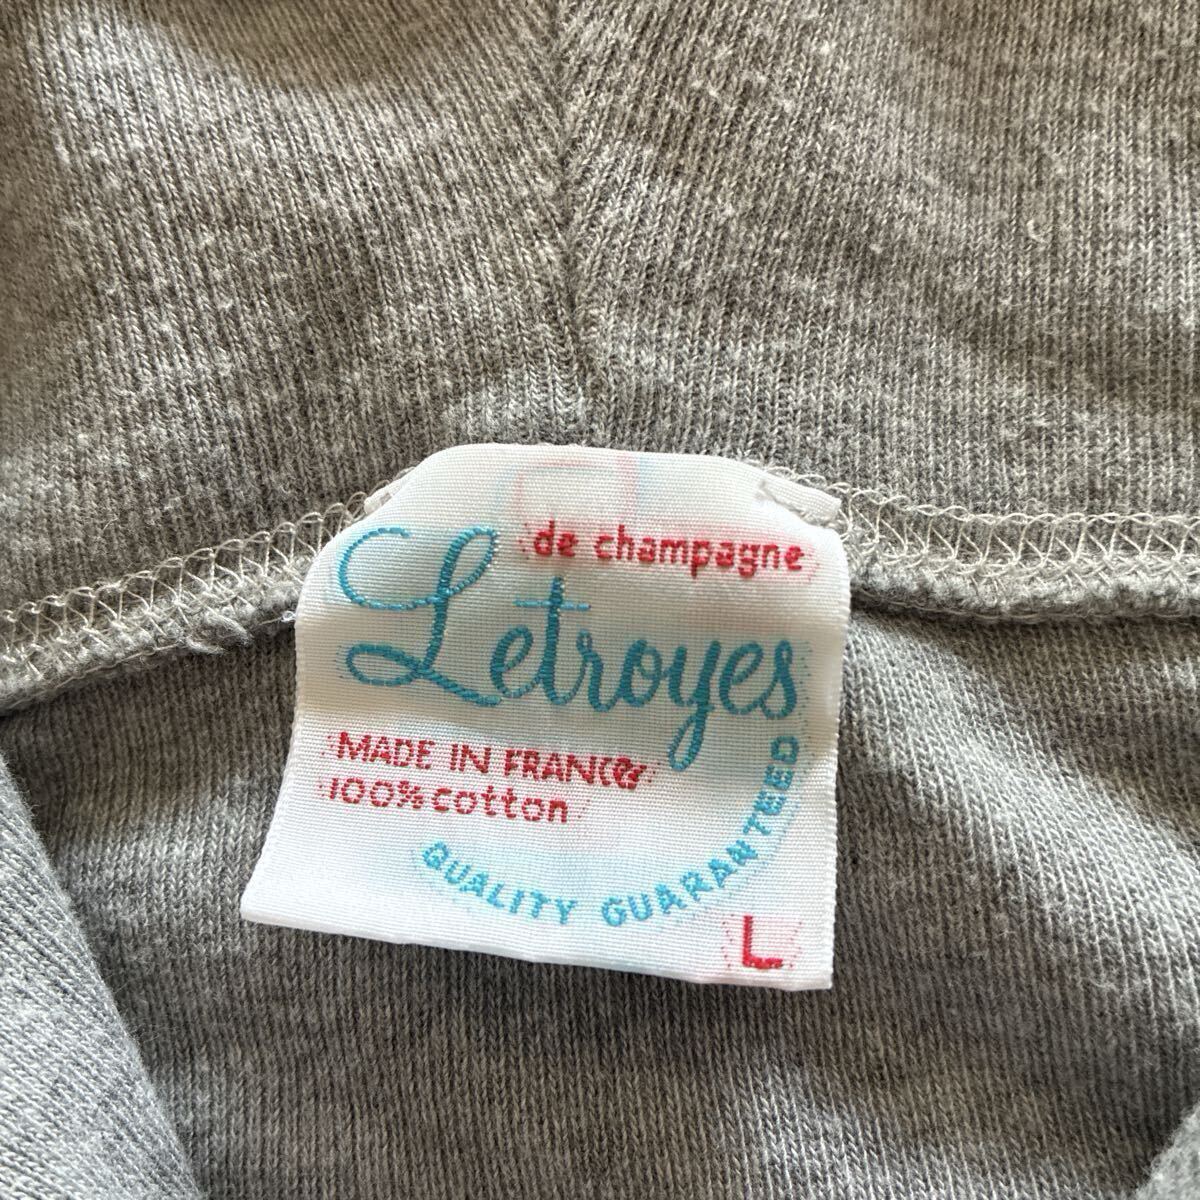 de champagne
Letroyes
MADE IN FRANCE
100% cotton
QUALITY GUARANTEED
L